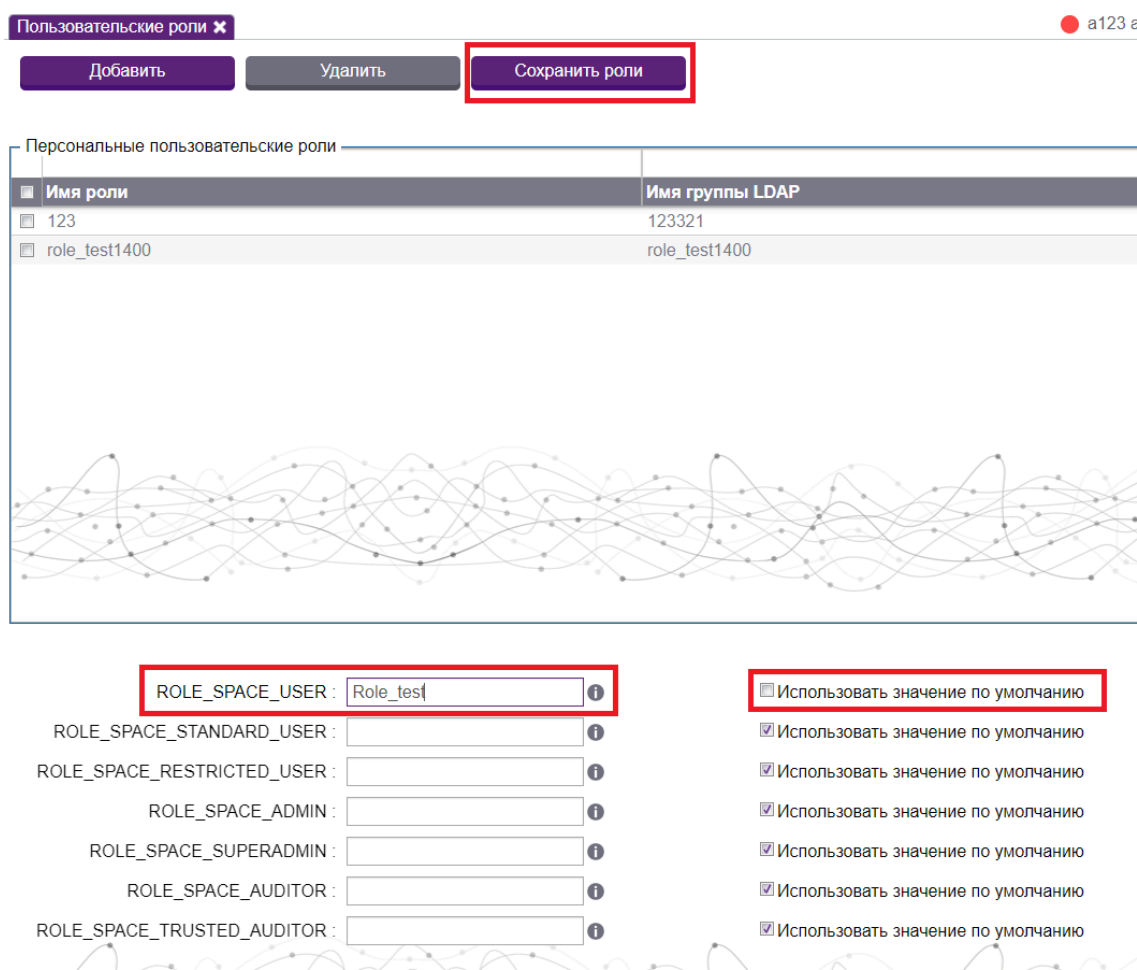 Пользовательские роли
a123 a
Добавить Удалить Сохранить роли
Персональные пользовательские роли
Имя роли Имя группы LDAP
123 123321
role_test1400 role_test1400
ROLE_SPACE_USER : Role_test Использовать значение по умолчанию
ROLE_SPACE_STANDARD_USER : Использовать значение по умолчанию
ROLE_SPACE_RESTRICTED_USER : Использовать значение по умолчанию
ROLE_SPACE_ADMIN : Использовать значение по умолчанию
ROLE_SPACE_SUPERADMIN : Использовать значение по умолчанию
ROLE_SPACE_AUDITOR : Использовать значение по умолчанию
ROLE_SPACE_TRUSTED_AUDITOR : Использовать значение по умолчанию